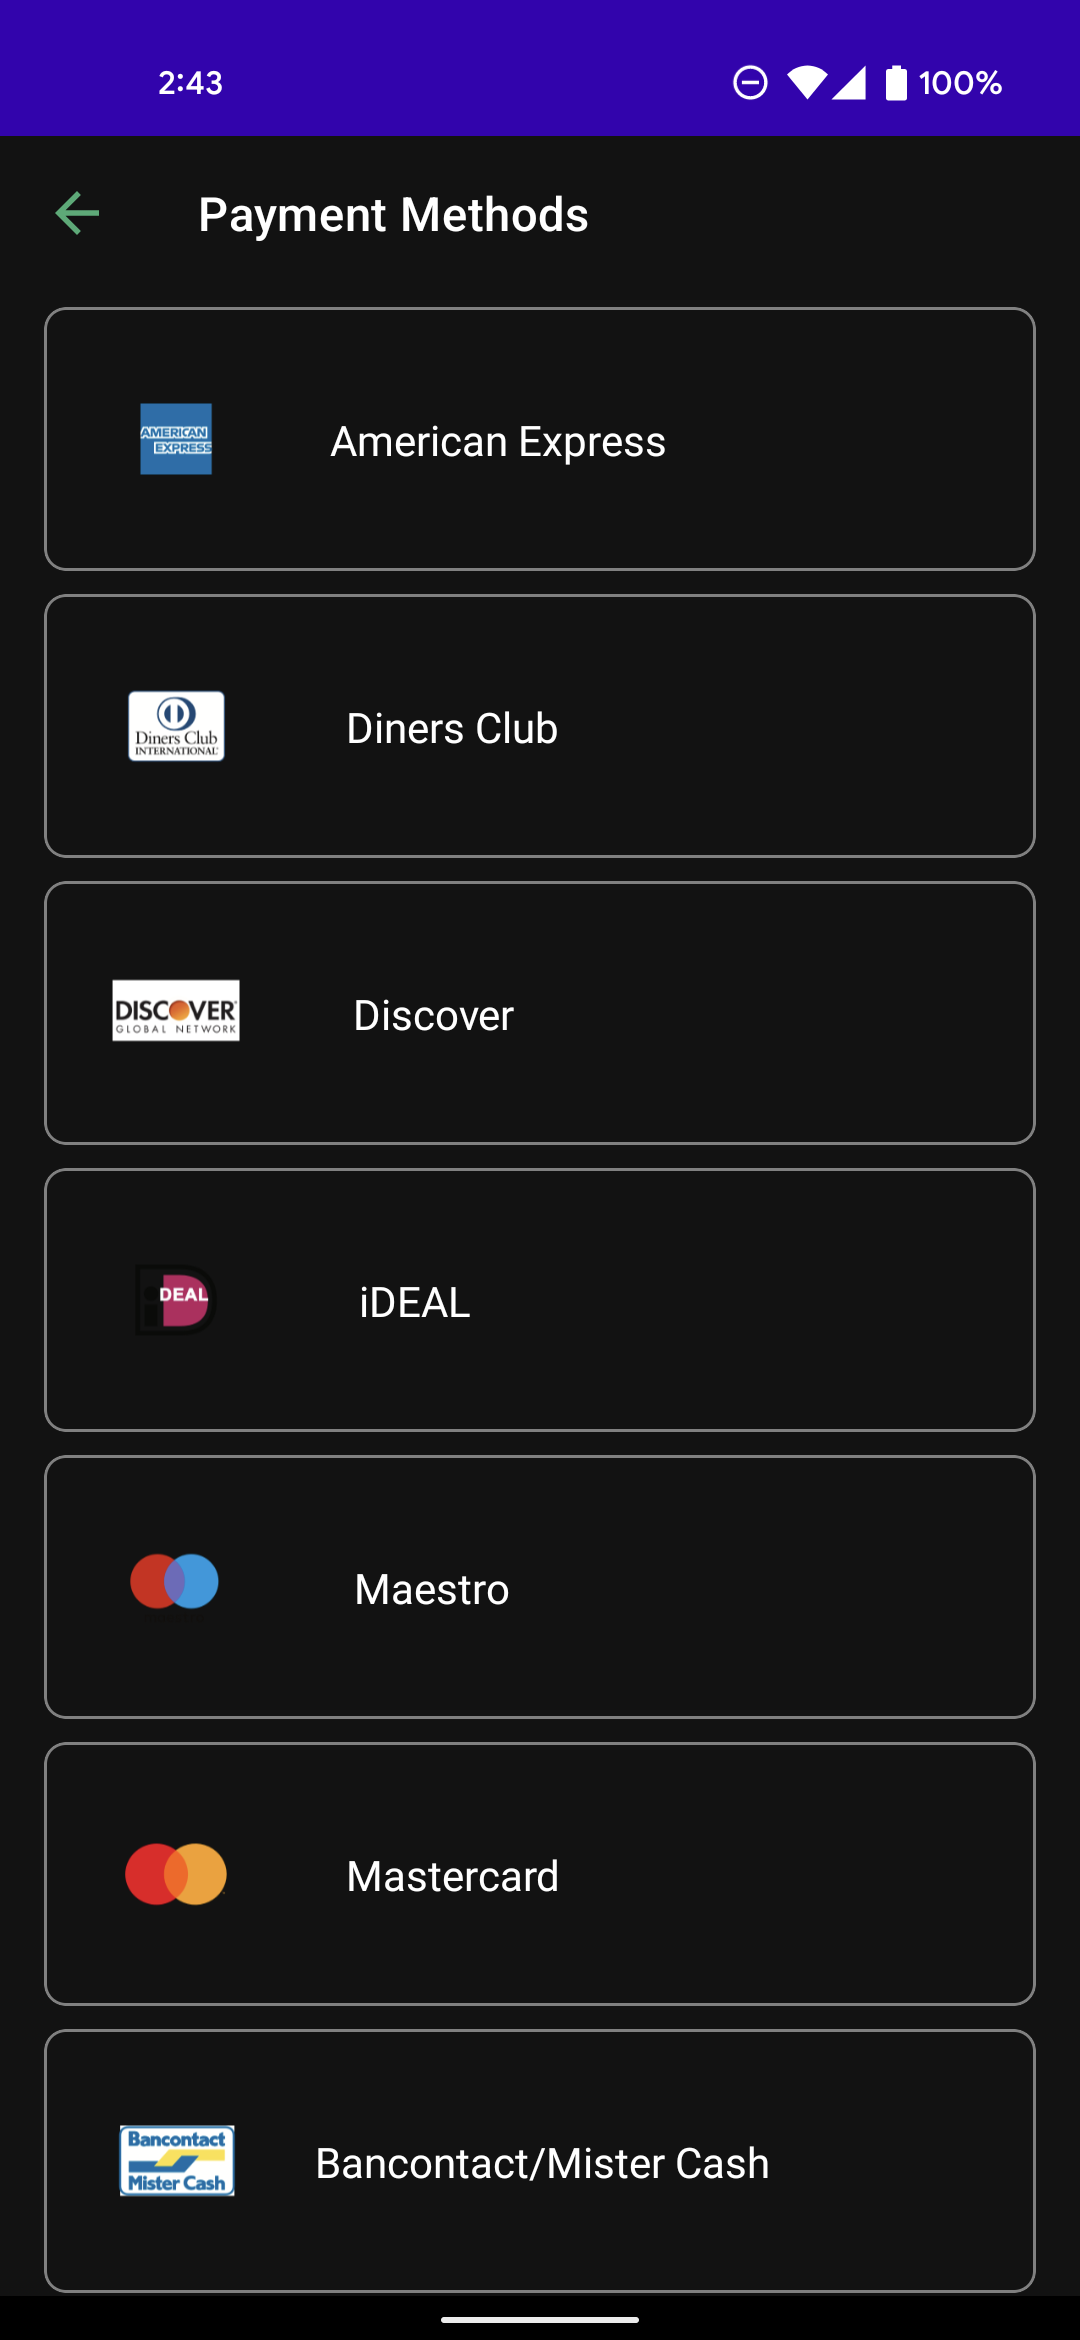 2:43
100%
Payment Methods
AMERICAN
EXPRESS
American Express
Diners Club
INTERNATIONAL
Diners Club
DISCOVER
GLOBAL NETWORK
Discover
iDEAL
iDEAL
Maestro
Mastercard
Bancontact
Mister Cash
Bancontact/Mister Cash